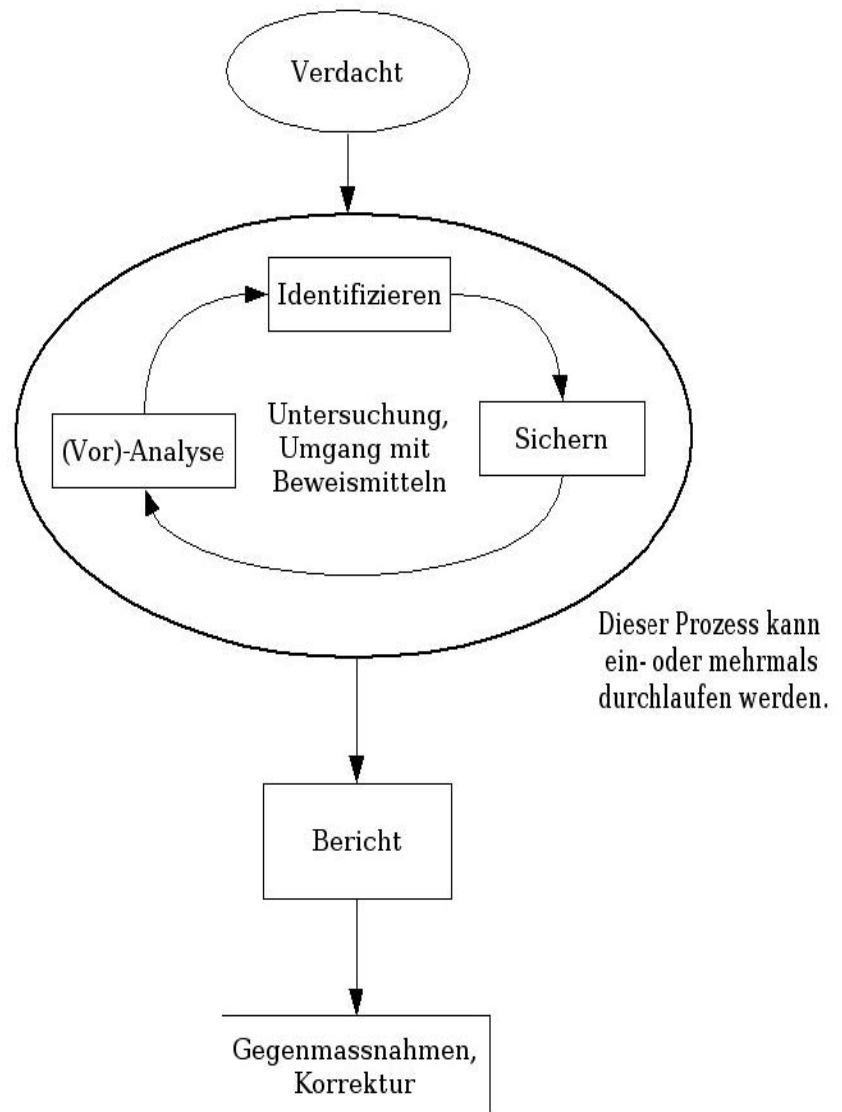 Verdacht
Identifizieren
(Vor)-Analyse
Untersuchung,
Umgang mit
Beweismitteln
Sichern
Dieser Prozess kann
ein- oder mehrmals
durchlaufen werden.
Bericht
Gegenmassnahmen,
Korrektur